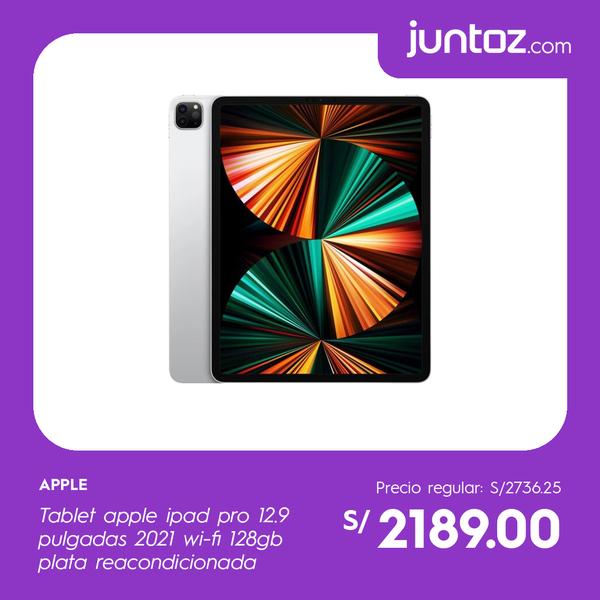 juntoz.com
APPLE
Tablet apple ipad pro 12.9
pulgadas 2021 wi-fi 128gb
plata reacondicionada
Precio regular: S/2736.25
S/ 2189.00